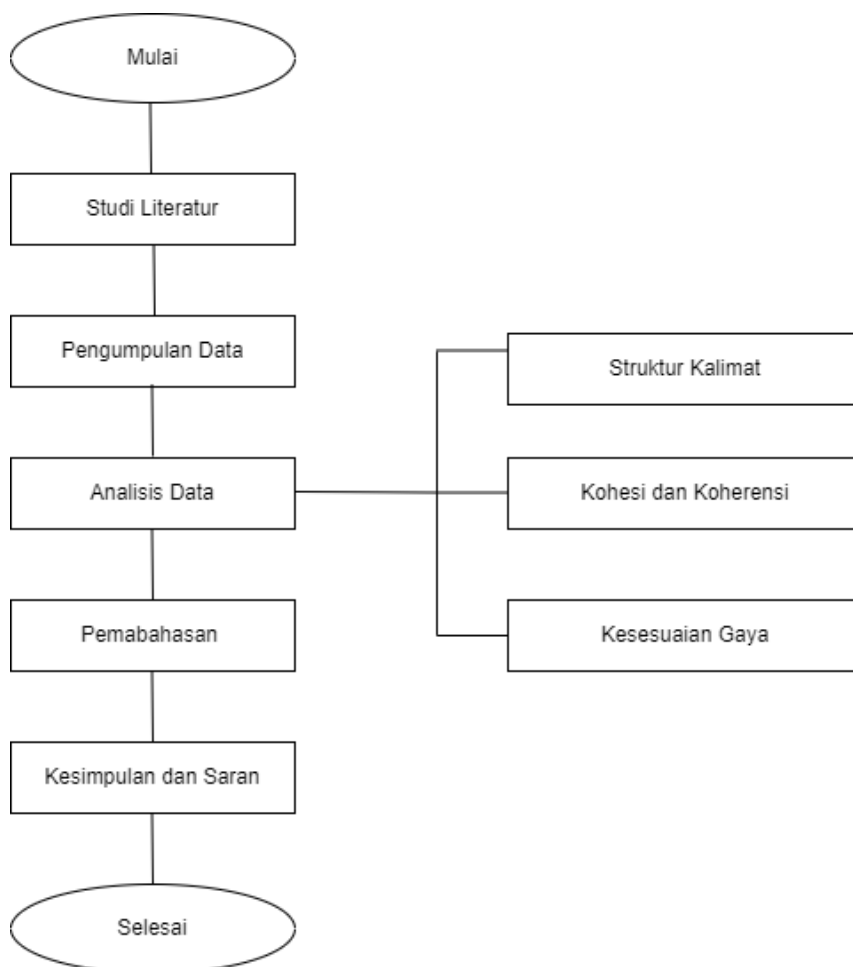 Mulai
Studi Literatur
Pengumpulan Data
Struktur Kalimat
Analisis Data
Kohesi dan Koherensi
Pemabahasan
Kesesuaian Gaya
Kesimpulan dan Saran
Selesai